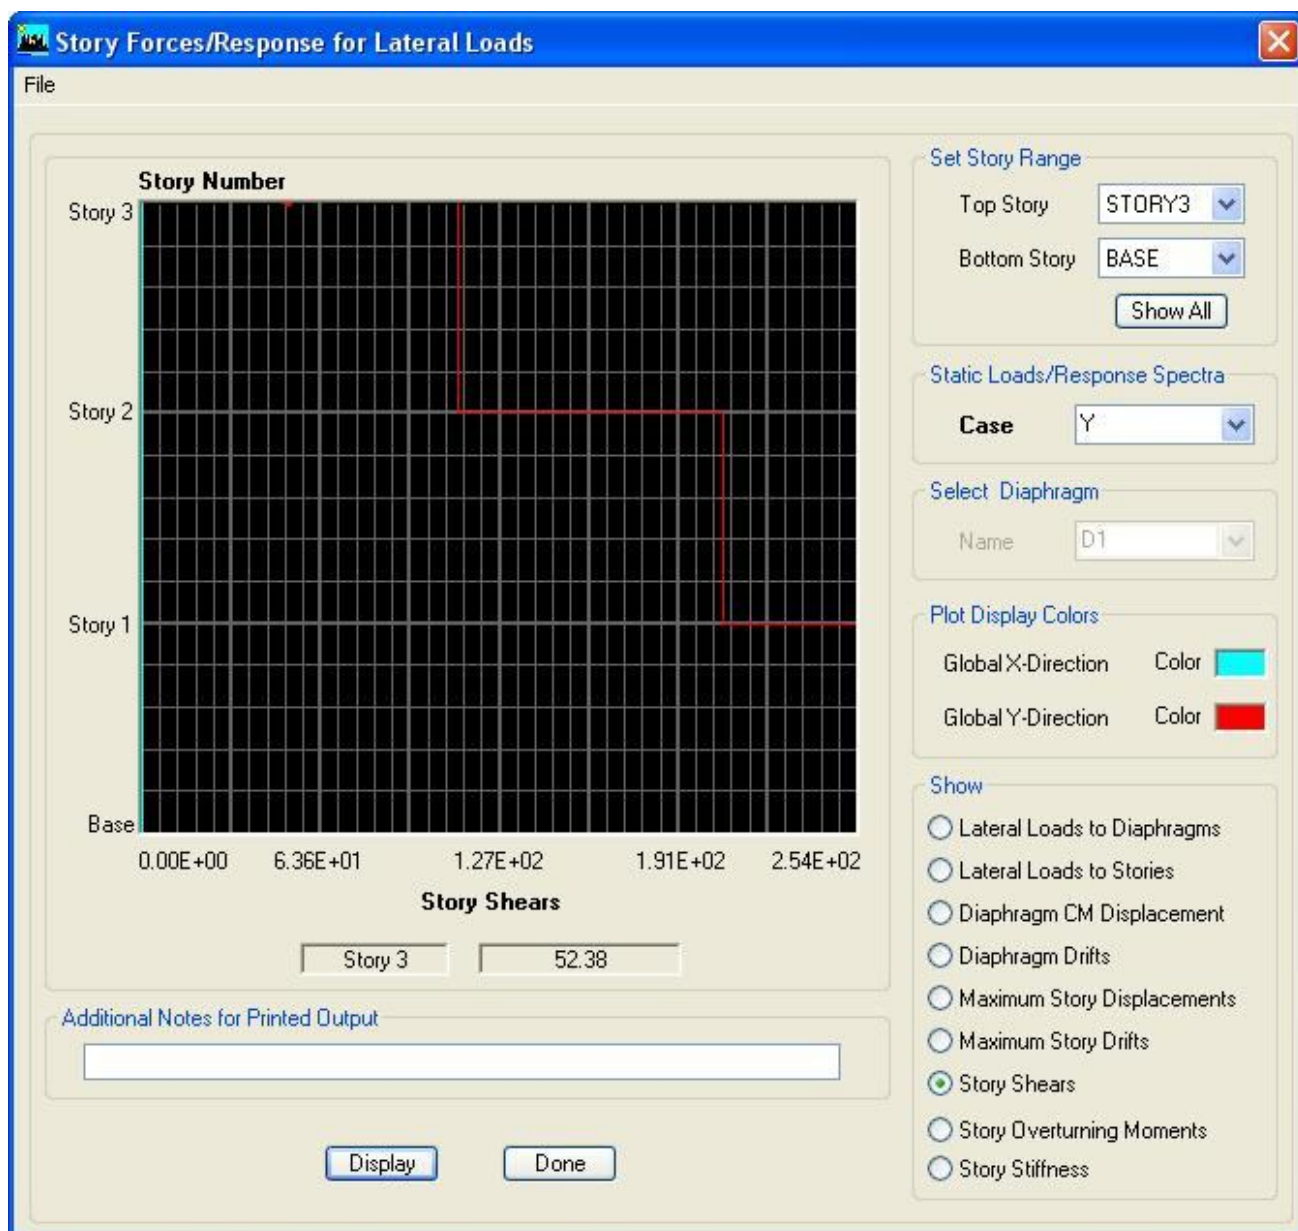 Story Forces/Response for Lateral Loads
File
Story Number
Story 3
Story 2
Story 1
Base
0.00E+00 6.36E+01 1.27E+02 1.91E+02 2.54E+02
Story Shears
Story 3 52.38
Additional Notes for Printed Output
Display Done
Set Story Range
Top Story STORY3
Bottom Story BASE
Show All
Static Loads/Response Spectra
Case Y
Select Diaphragm
Name D1
Plot Display Colors
Global X-Direction Color
Global Y-Direction Color
Show
Lateral Loads to Diaphragms
Lateral Loads to Stories
Diaphragm CM Displacement
Diaphragm Drifts
Maximum Story Displacements
Maximum Story Drifts
Story Shears
Story Overturning Moments
Story Stiffness